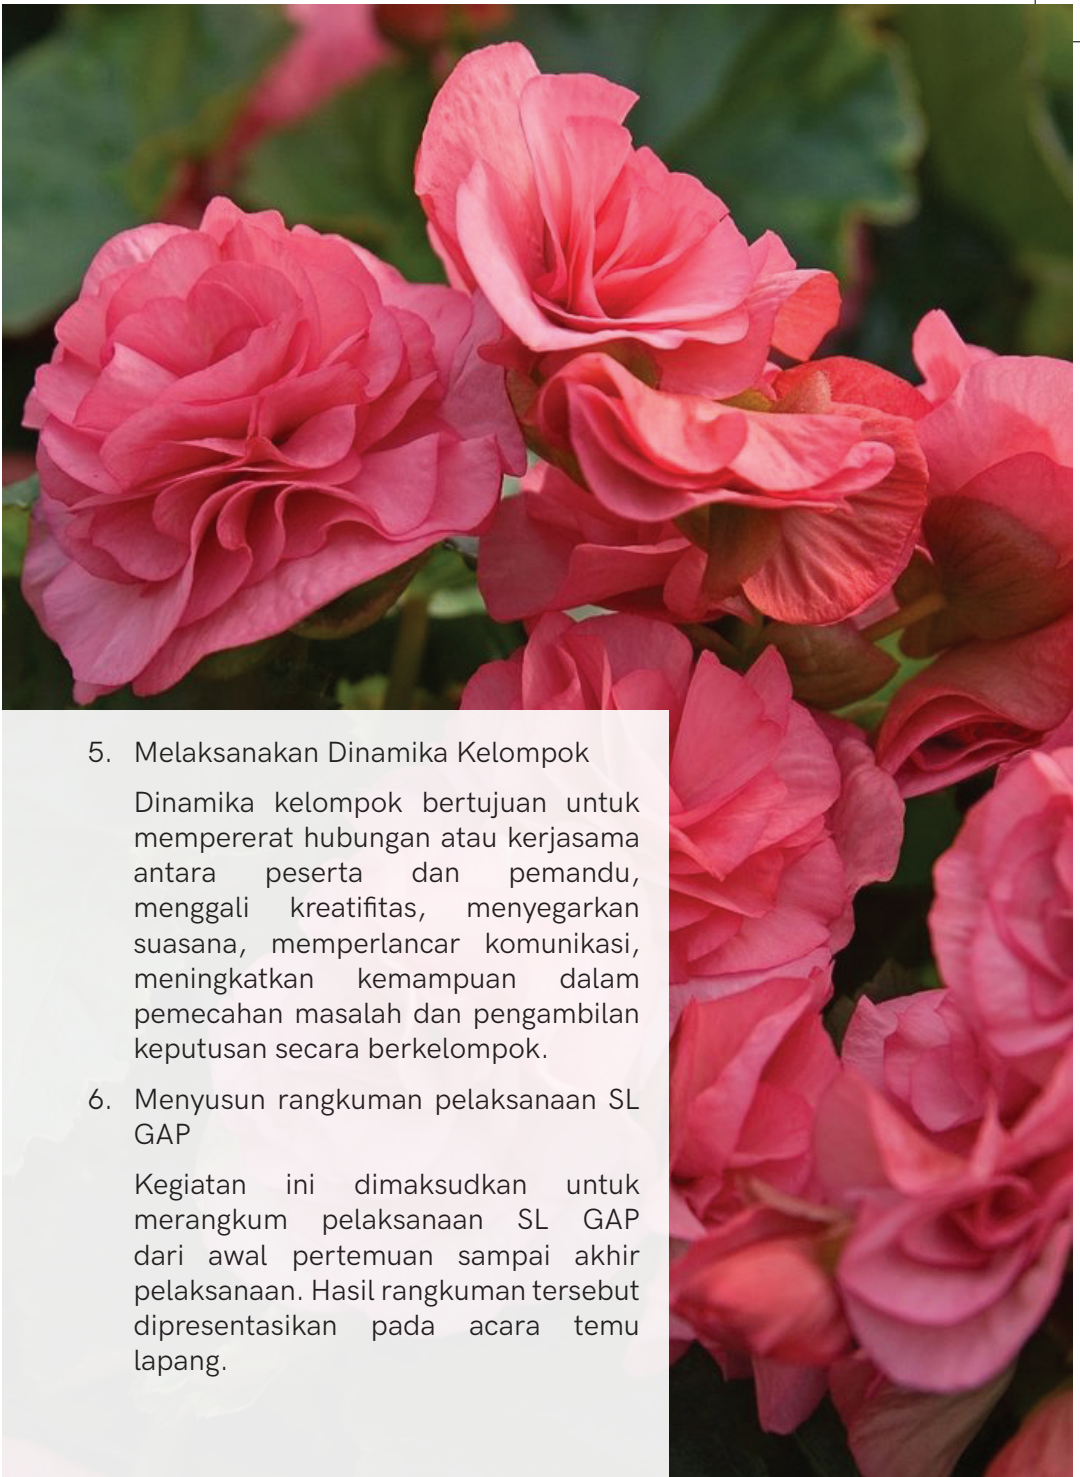 5. Melaksanakan Dinamika Kelompok
Dinamika kelompok bertujuan untuk
mempererat hubungan atau kerjasama
antara peserta dan pemandu,
menggali kreatifitas, menyegarkan
suasana, memperlancar komunikasi,
meningkatkan kemampuan dalam
pemecahan masalah dan pengambilan
keputusan secara berkelompok.
6. Menyusun rangkuman pelaksanaan SL
GAP
Kegiatan ini dimaksudkan untuk
merangkum pelaksanaan SL GAP
dari awal pertemuan sampai akhir
pelaksanaan. Hasil rangkuman tersebut
dipresentasikan pada acara temu
lapang.